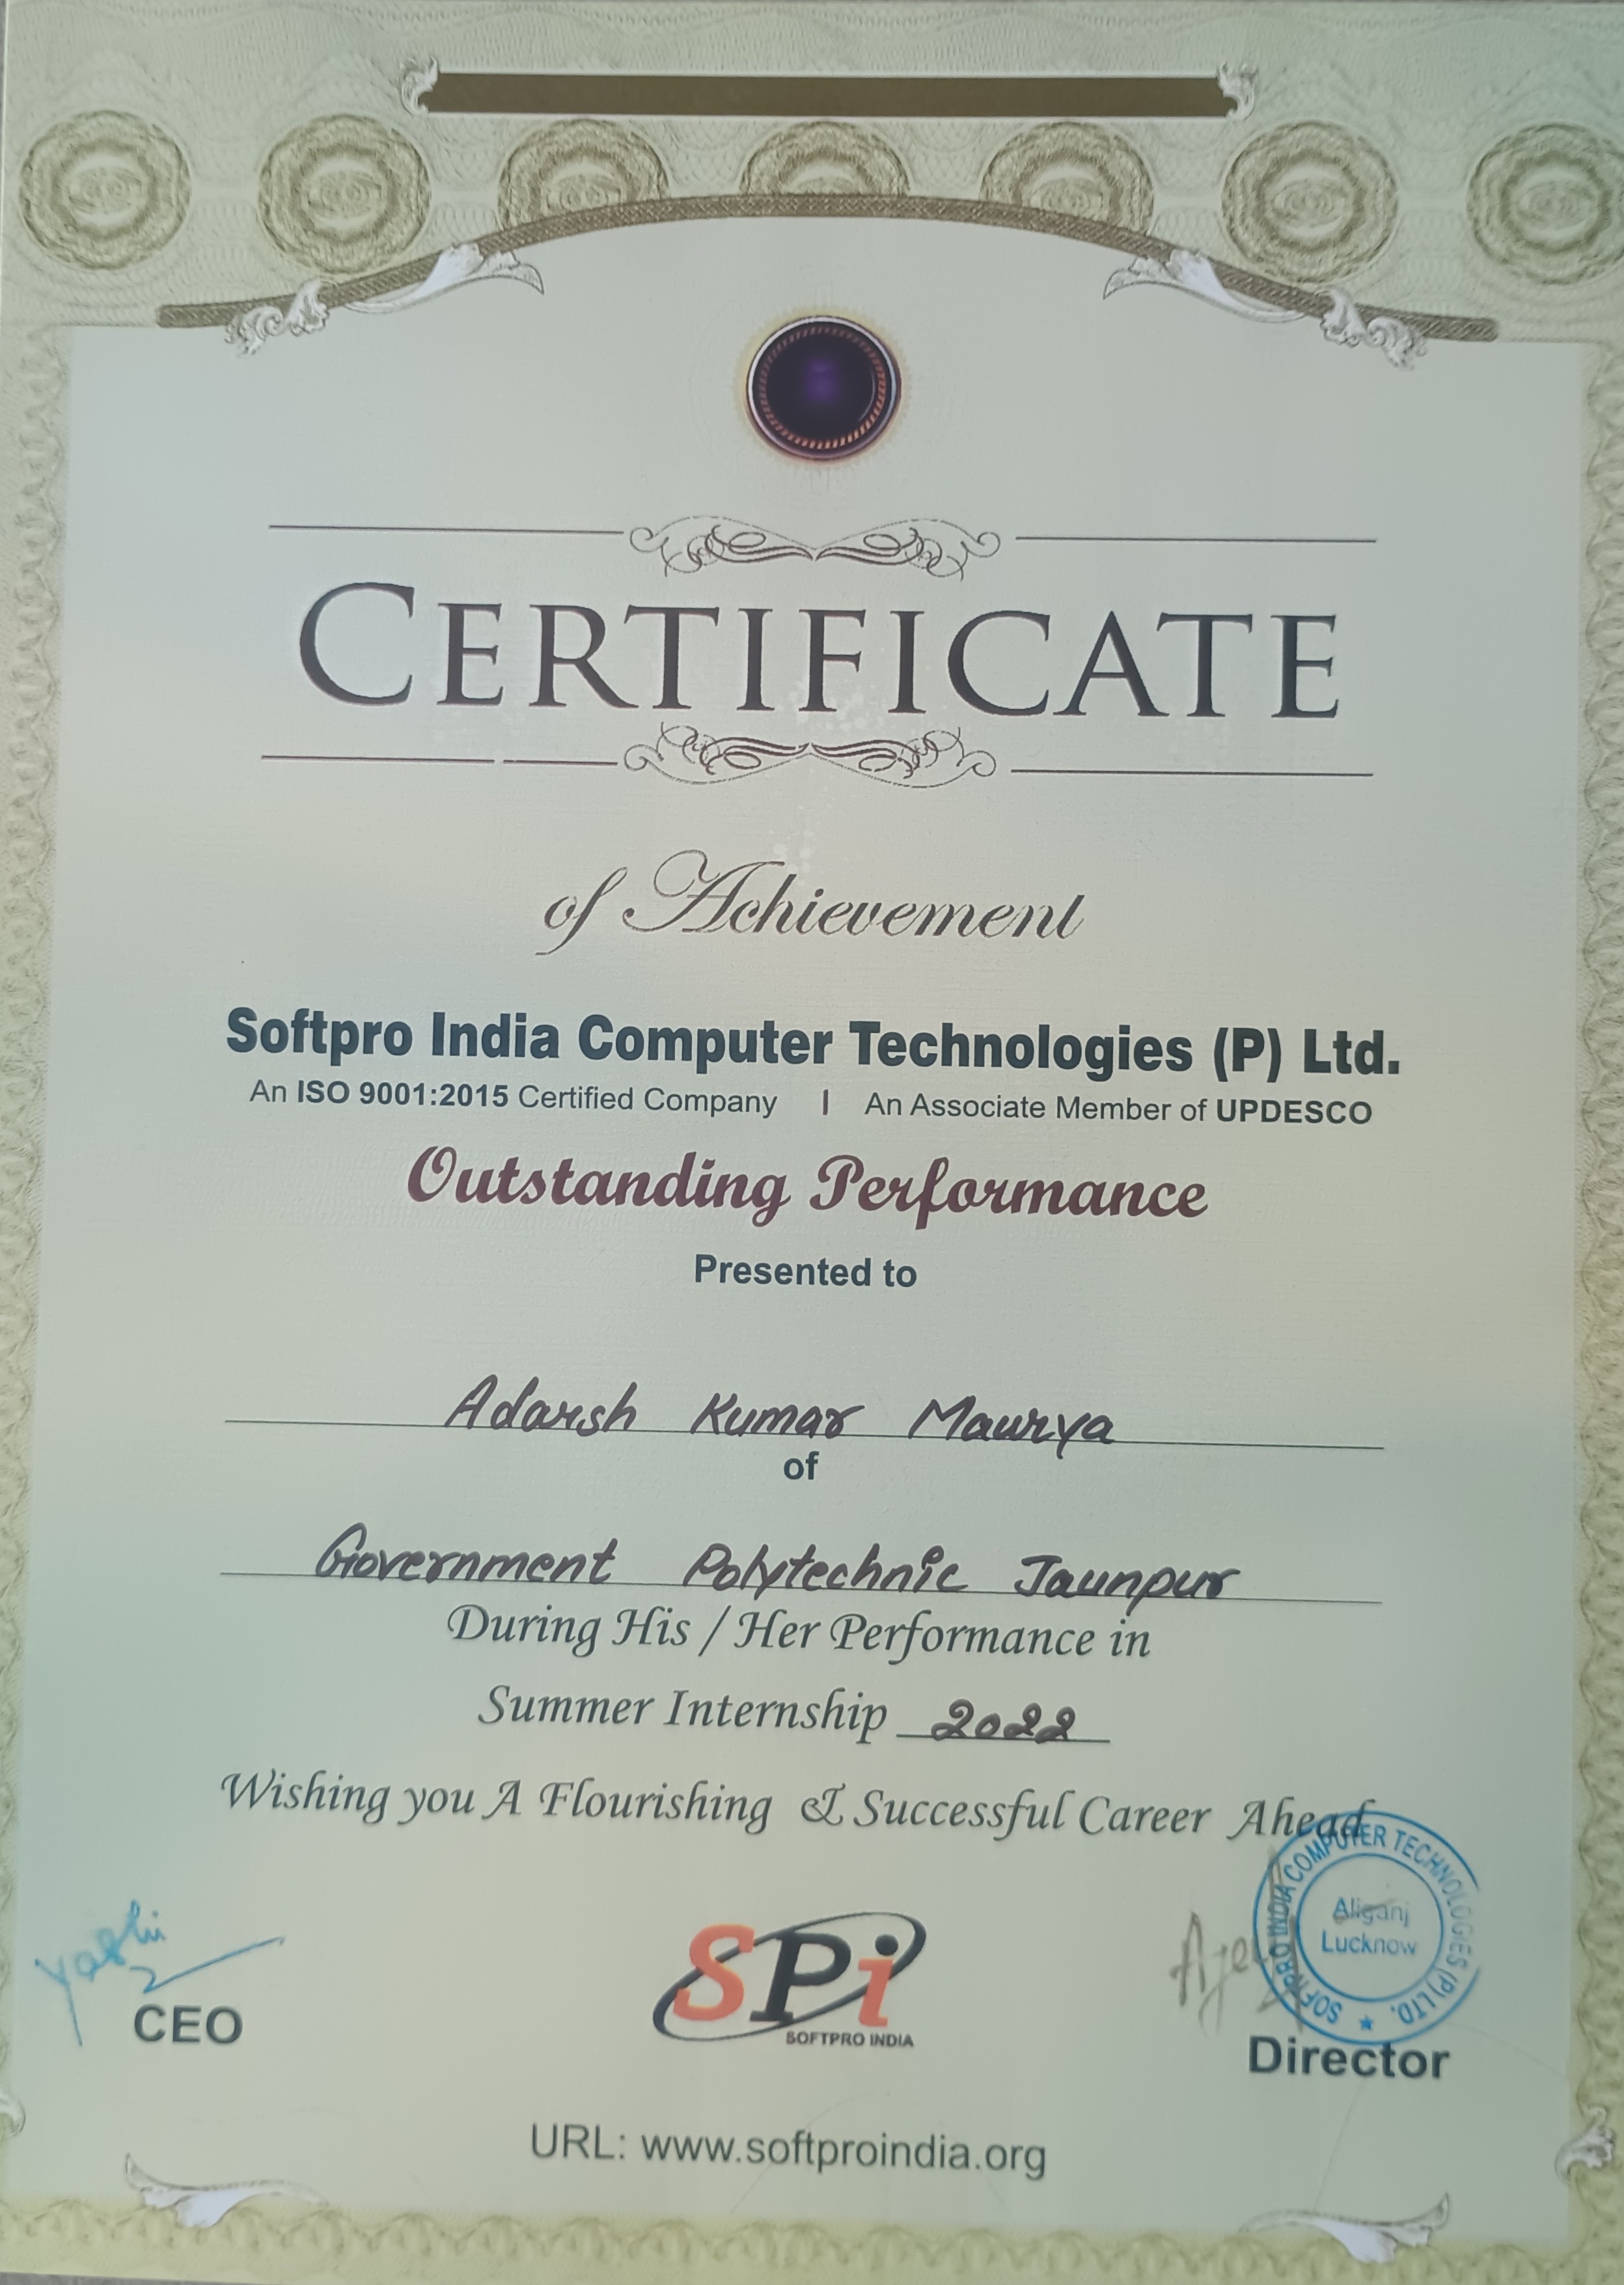 CERTIFICATE
of Achievement
Softpro India Computer Technologies (P) Ltd.
An ISO 9001:2015 Certified Company | An Associate Member of UPDESCO
Outstanding Performance
Presented to
Adarsh Kumar Maurya
of
Government Polytechnic Jaunpur
During His / Her Performance in
Summer Internship 2022
Wishing you A Flourishing & Successful Career Ahead
SOFTPRO INDIA COMPUTER TECHNOLOGIES (P) LTD.
Aliganj
Lucknow
CEO
SPi
SOFTPRO INDIA
Director
URL: www.softproindia.org